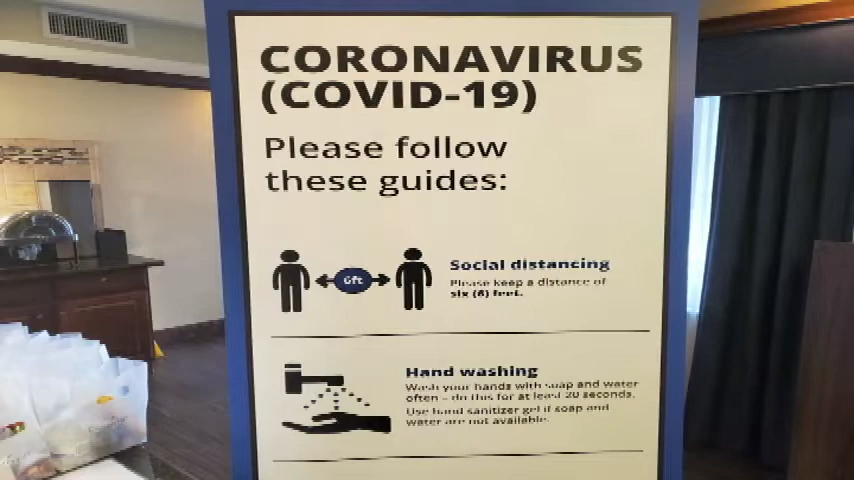 CORONAVIRUS
(COVID-19)
Please follow
these guides:
6ft
Social distancing
Please keep a distance of
six (6) feet.
Hand washing
Wash your hands with soap and water
often – do this for at least 20 seconds.
Use hand sanitizer gel if soap and
water are not available.